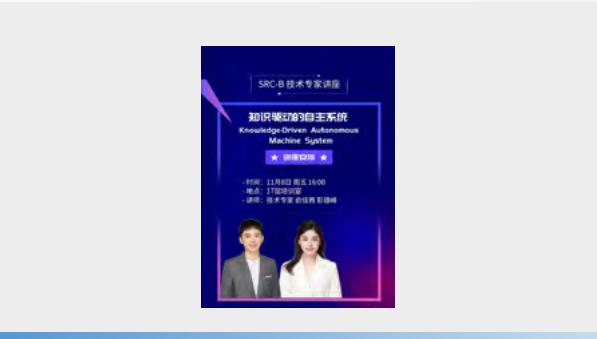 SRC-B 技术专家讲座
知识驱动的自主系统
Knowledge-Driven Autonomous
Machine System
★ 讲座安排 ★
- 时间：11月8日 周五 16:00
- 地点：17层培训室
- 讲师：技术专家